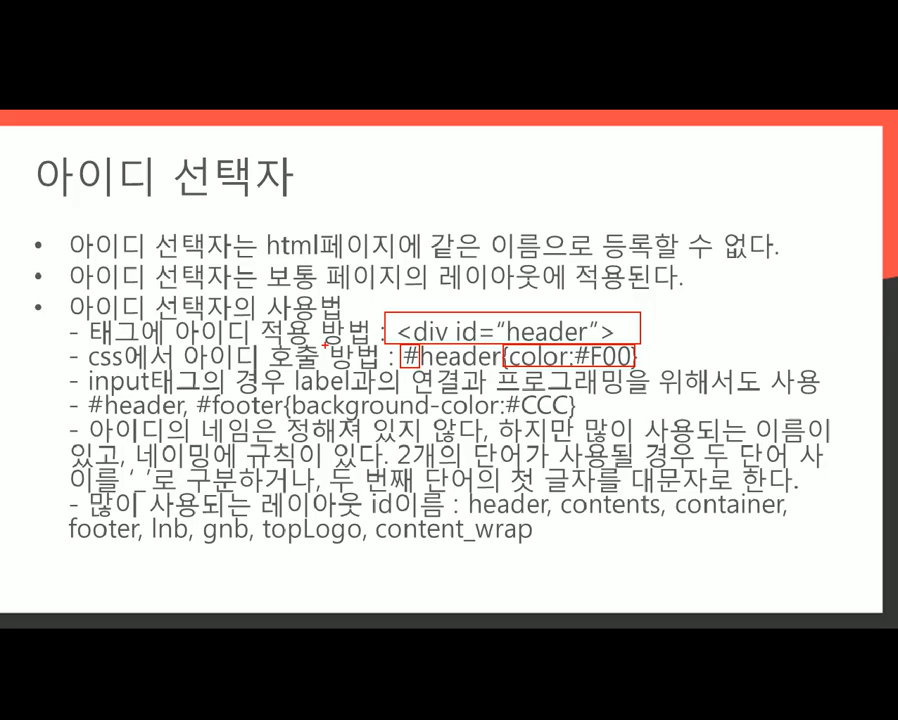 아이디 선택자
• 아이디 선택자는 html페이지에 같은 이름으로 등록할 수 없다.
• 아이디 선택자는 보통 페이지의 레이아웃에 적용된다.
• 아이디 선택자의 사용법
- 태그에 아이디 적용 방법 : <div id=“header“>
- css에서 아이디 호출 방법 : #header{color:#F00}
- input태그의 경우 label과의 연결과 프로그래밍을 위해서도 사용
- #header, #footer{background-color:#CCC}
- 아이디의 네임은 정해져 있지 않다, 하지만 많이 사용되는 이름이
있고, 네이밍에 규칙이 있다. 2개의 단어가 사용될 경우 두 단어 사
이를 ‘_’로 구분하거나, 두 번째 단어의 첫 글자를 대문자로 한다.
- 많이 사용되는 레이아웃 id이름 : header, contents, container,
footer, lnb, gnb, topLogo, content_wrap